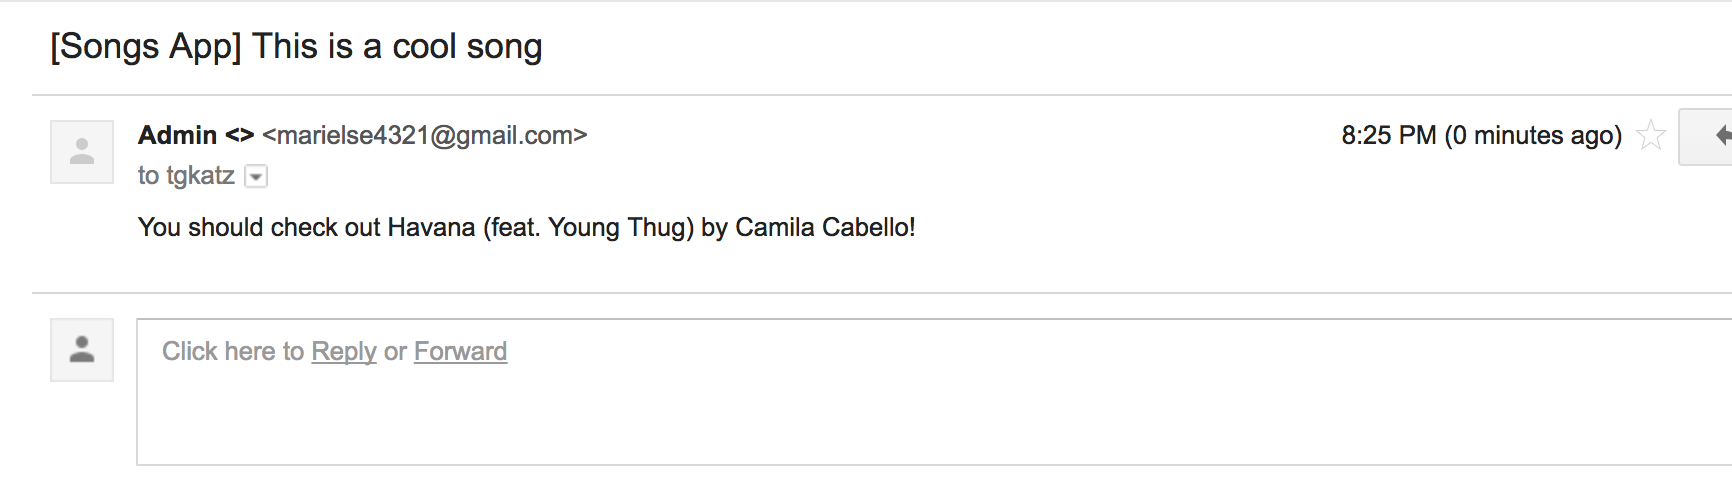 [Songs App] This is a cool song
Admin <> <marielse4321@gmail.com>
8:25 PM (0 minutes ago)
to tgkatz
You should check out Havana (feat. Young Thug) by Camila Cabello!
Click here to Reply or Forward